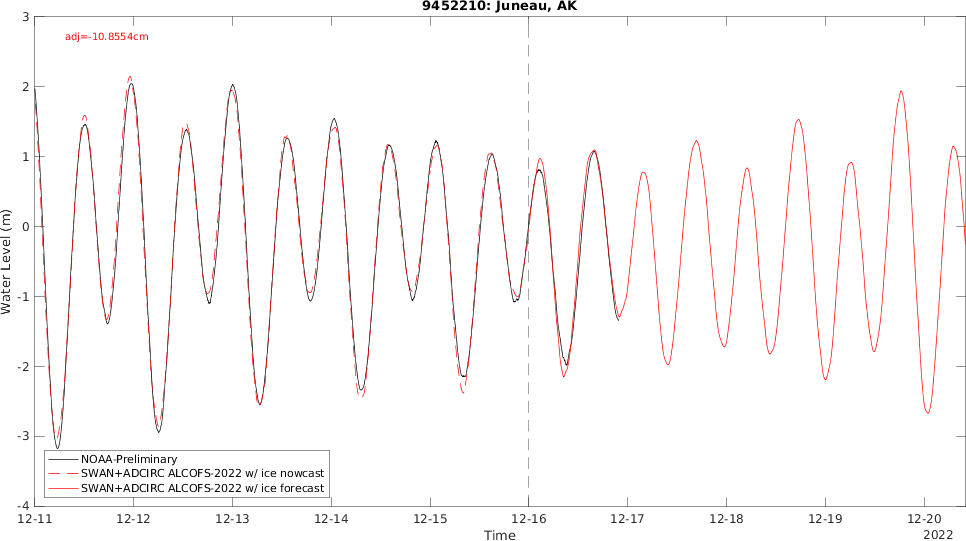 9452210: Juneau, AK
adj=-10.8554cm
3
2
1
0
-1
-2
-3
-4
Water Level (m)
NOAA-Preliminary
SWAN+ADCIRC ALCOFS-2022 w/ ice nowcast
SWAN+ADCIRC ALCOFS-2022 w/ ice forecast
12-11 12-12 12-13 12-14 12-15 12-16 12-17 12-18 12-19 12-20
Time
2022